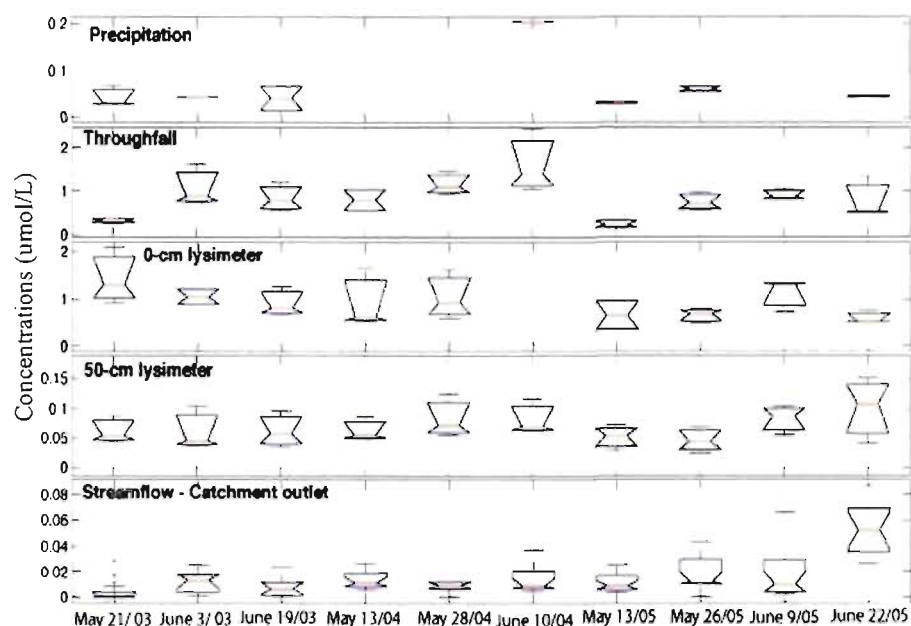 0 2
Precipitation
0 1
0
Throughfall
2
1
0
0-cm lysimeter
2
1
0
50-cm lysimeter
0.15
0.1
0.05
0
Streamflow - Catchment outlet
0.08
0.06
0.04
0 02
0
Concentrations (umol/L)
May 21/ 03 June 3/ 03 June 19/03 May 13/04 May 28/04 June 10/04 May 13/05 May 26/05 June 9/05 June 22/05